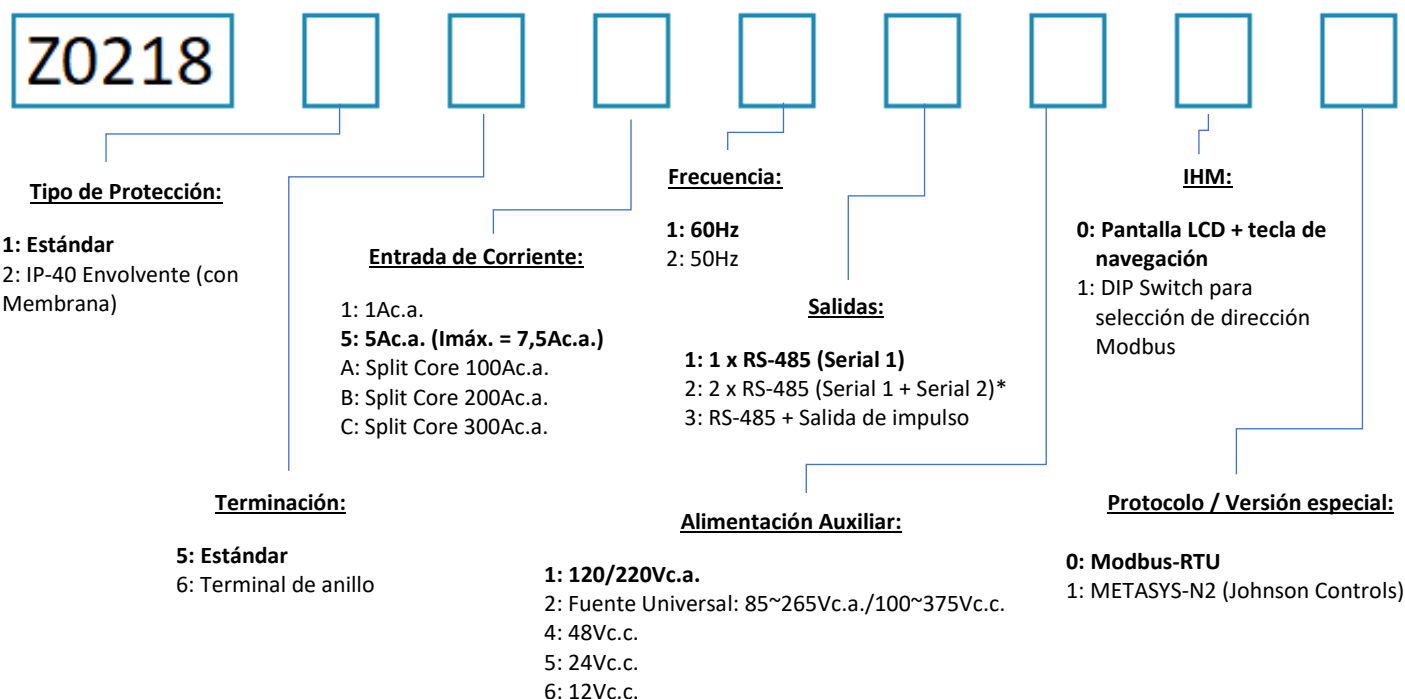 Z0218
Tipo de Protección:
1: Estándar
2: IP-40 Envolvente (con
Membrana)
Terminación:
5: Estándar
6: Terminal de anillo
Entrada de Corriente:
1: 1Ac.a.
5: 5Ac.a. (Imáx. = 7,5Ac.a.)
A: Split Core 100Ac.a.
B: Split Core 200Ac.a.
C: Split Core 300Ac.a.
Frecuencia:
1: 60Hz
2: 50Hz
Salidas:
1: 1 x RS-485 (Serial 1)
2: 2 x RS-485 (Serial 1 + Serial 2)*
3: RS-485 + Salida de impulso
Alimentación Auxiliar:
1: 120/220Vc.a.
2: Fuente Universal: 85~265Vc.a./100~375Vc.c.
4: 48Vc.c.
5: 24Vc.c.
6: 12Vc.c.
IHM:
0: Pantalla LCD + tecla de
navegación
1: DIP Switch para
selección de dirección
Modbus
Protocolo / Versión especial:
0: Modbus-RTU
1: METASYS-N2 (Johnson Controls)